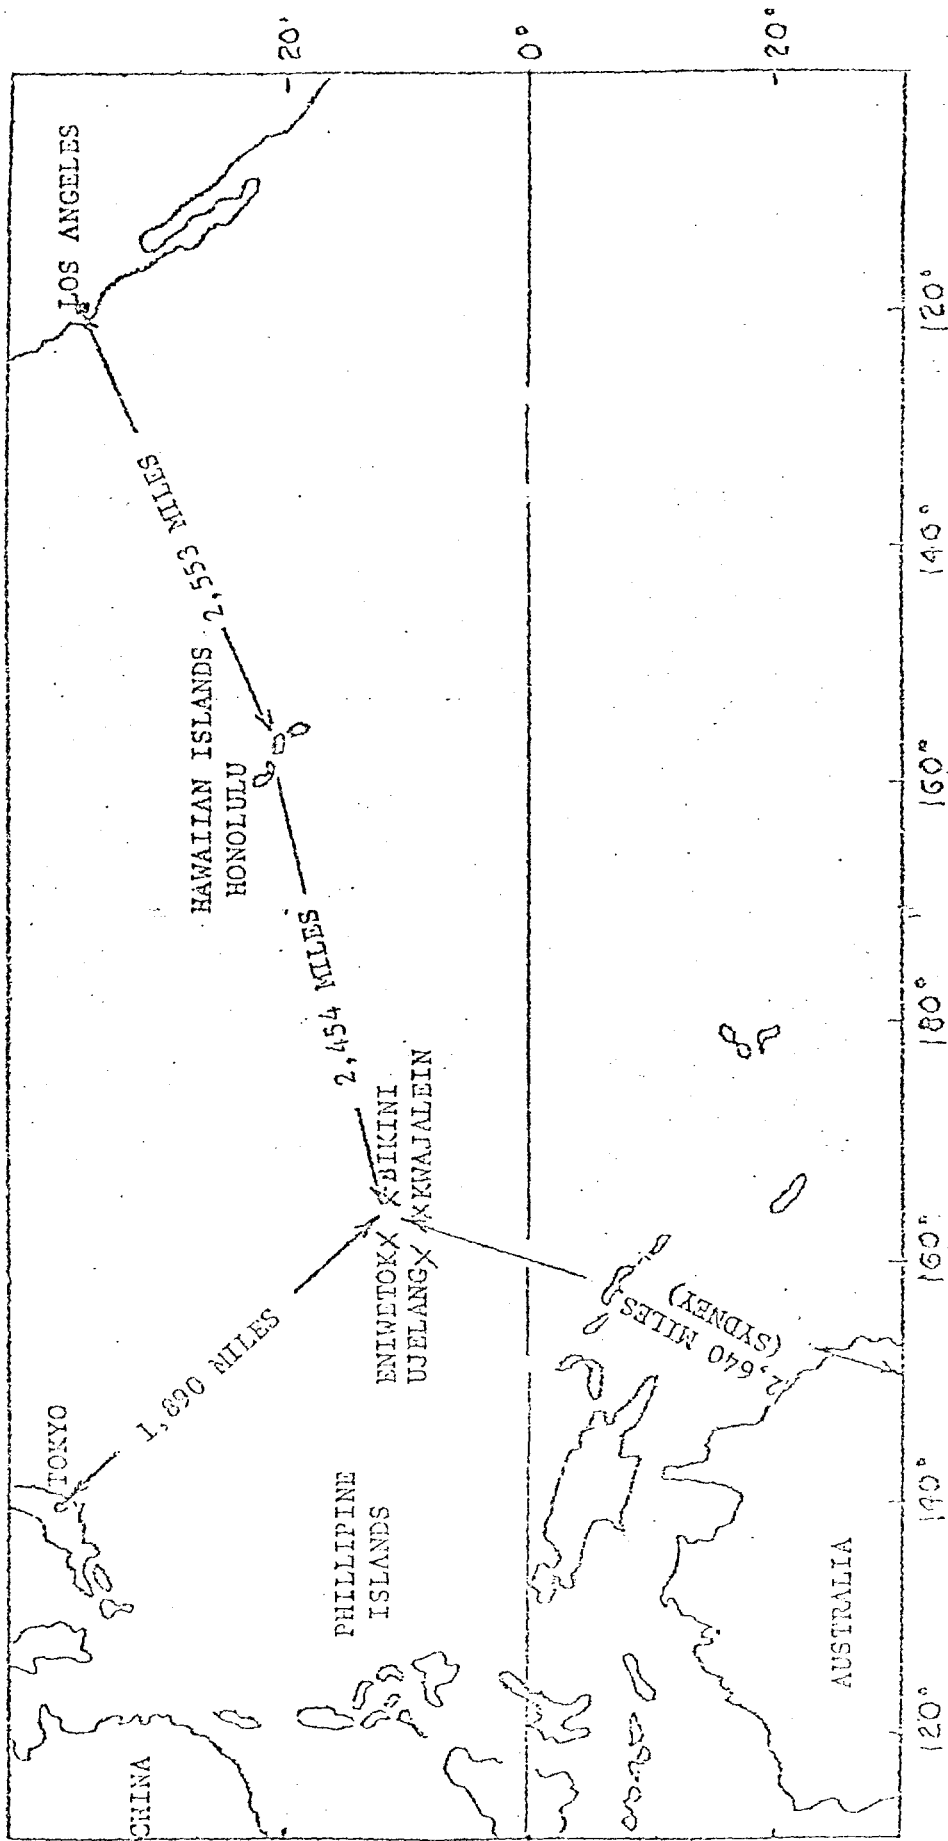 LOS ANGELES
2,553 MILES
HAWAIIAN ISLANDS
HONOLULU
2,454 MILES
TOKYO
1,890 MILES
ENIWETOK X X BIKINI
UJELANG X X KWAJALEIN
2,640 MILES
(SYDNEY)
CHINA
PHILLIPINE
ISLANDS
AUSTRALIA
20°
0°
20°
120°
140°
160°
180°
160°
140°
120°